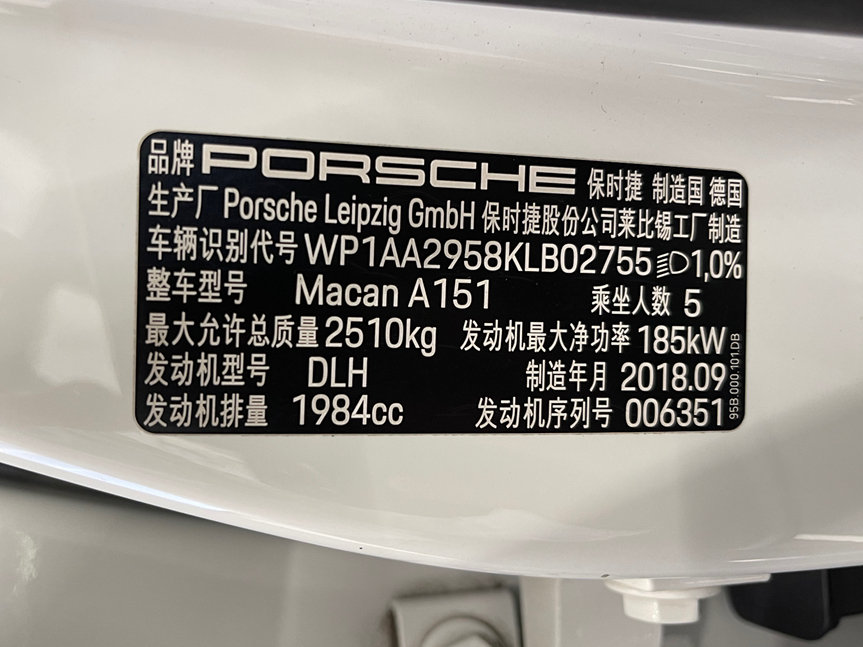 品牌 PORSCHE 保时捷 制造国 德国
生产厂 Porsche Leipzig GmbH 保时捷股份公司莱比锡工厂制造
车辆识别代号 WP1AA2958KLB02755 1,0%
整车型号 Macan A151 乘坐人数 5
最大允许总质量 2510kg 发动机最大净功率 185kW
发动机型号 DLH 制造年月 2018.09
发动机排量 1984cc 发动机序列号 006351
95B.000.101.DB